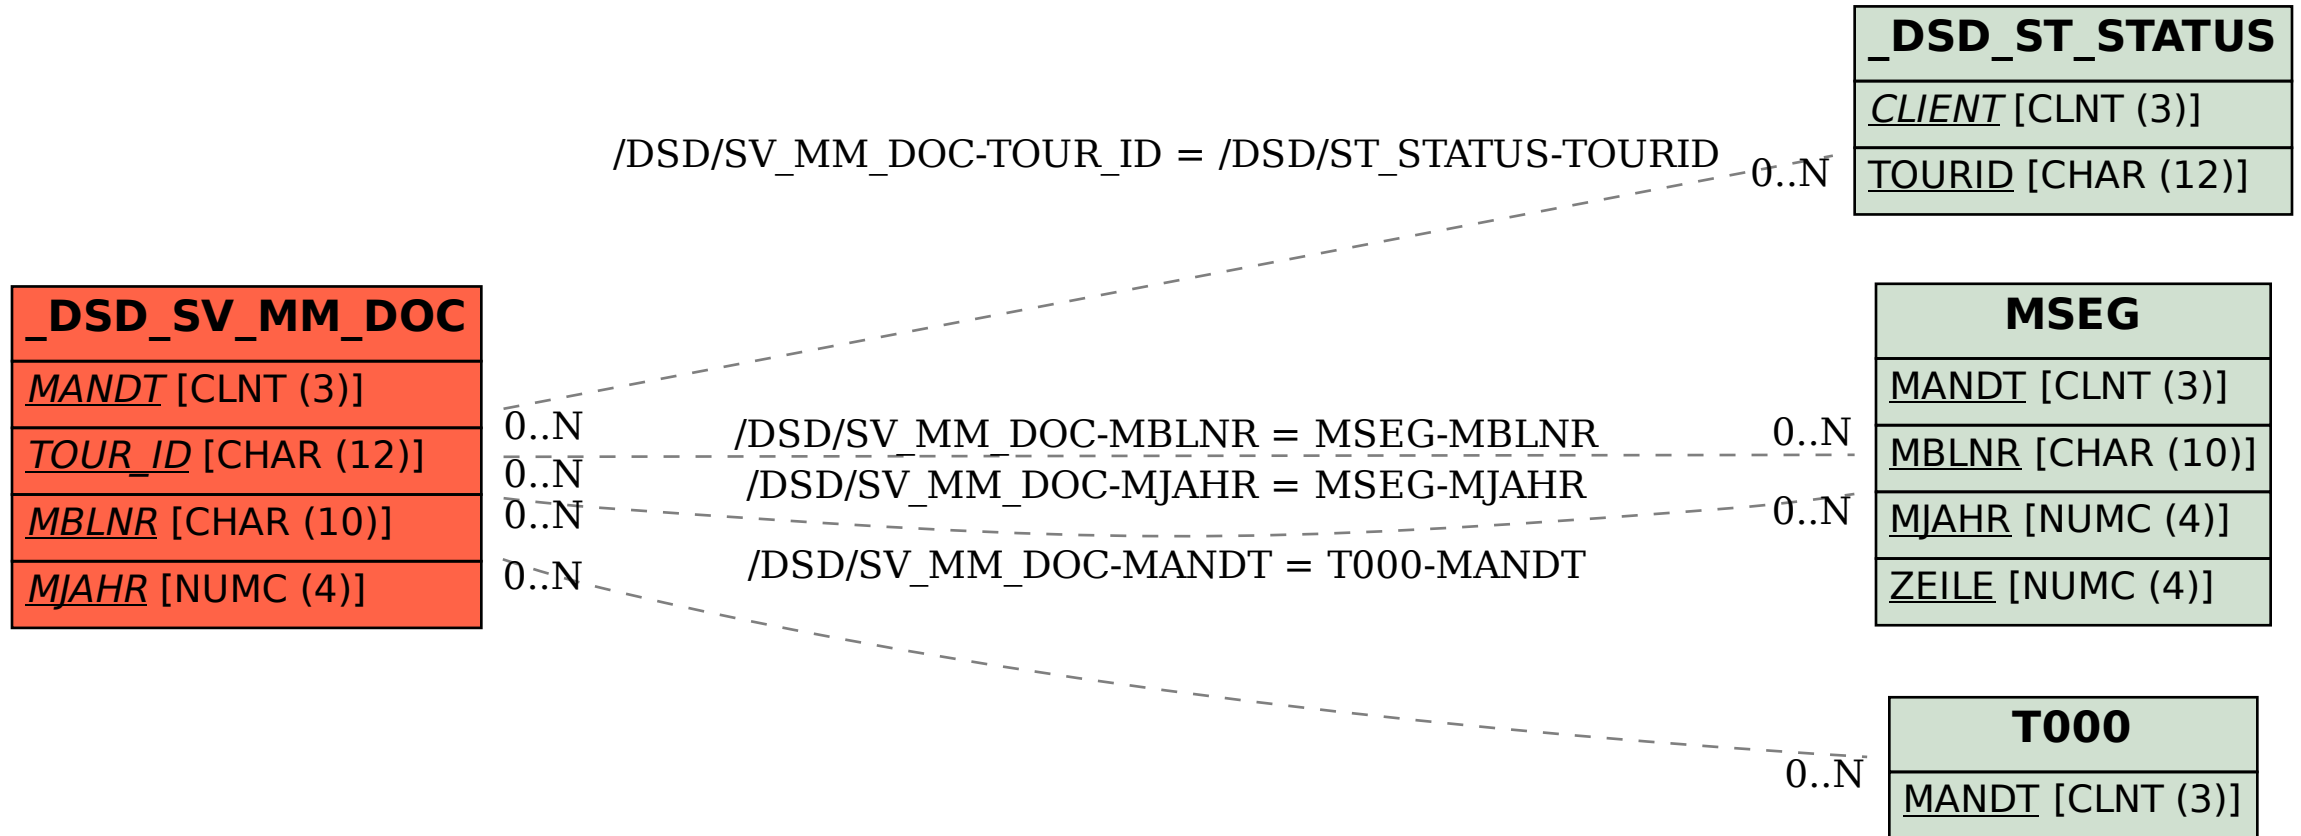 _DSD_ST_STATUS
CLIENT [CLNT (3)]
TOURID [CHAR (12)]
/DSD/SV_MM_DOC-TOUR_ID = /DSD/ST_STATUS-TOURID
0..N
_DSD_SV_MM_DOC
MANDT [CLNT (3)]
TOUR_ID [CHAR (12)]
MBLNR [CHAR (10)]
MJAHR [NUMC (4)]
0..N
0..N
0..N
0..N
/DSD/SV_MM_DOC-MBLNR = MSEG-MBLNR
/DSD/SV_MM_DOC-MJAHR = MSEG-MJAHR
/DSD/SV_MM_DOC-MANDT = T000-MANDT
0..N
0..N
MSEG
MANDT [CLNT (3)]
MBLNR [CHAR (10)]
MJAHR [NUMC (4)]
ZEILE [NUMC (4)]
0..N
T000
MANDT [CLNT (3)]